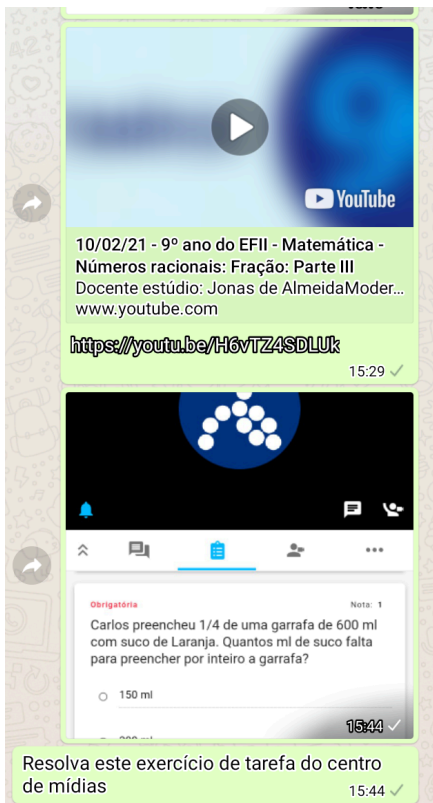 YouTube
10/02/21 - 9º ano do EFII - Matemática -
Números racionais: Fração: Parte III
Docente estúdio: Jonas de AlmeidaModer...
www.youtube.com
https://youtu.be/H6vTZ4SDLUk
15:29
Obrigatória
Nota: 1
Carlos preencheu 1/4 de uma garrafa de 600 ml
com suco de Laranja. Quantos ml de suco falta
para preencher por inteiro a garrafa?
150 ml
15:44
Resolva este exercício de tarefa do centro
de mídias
15:44